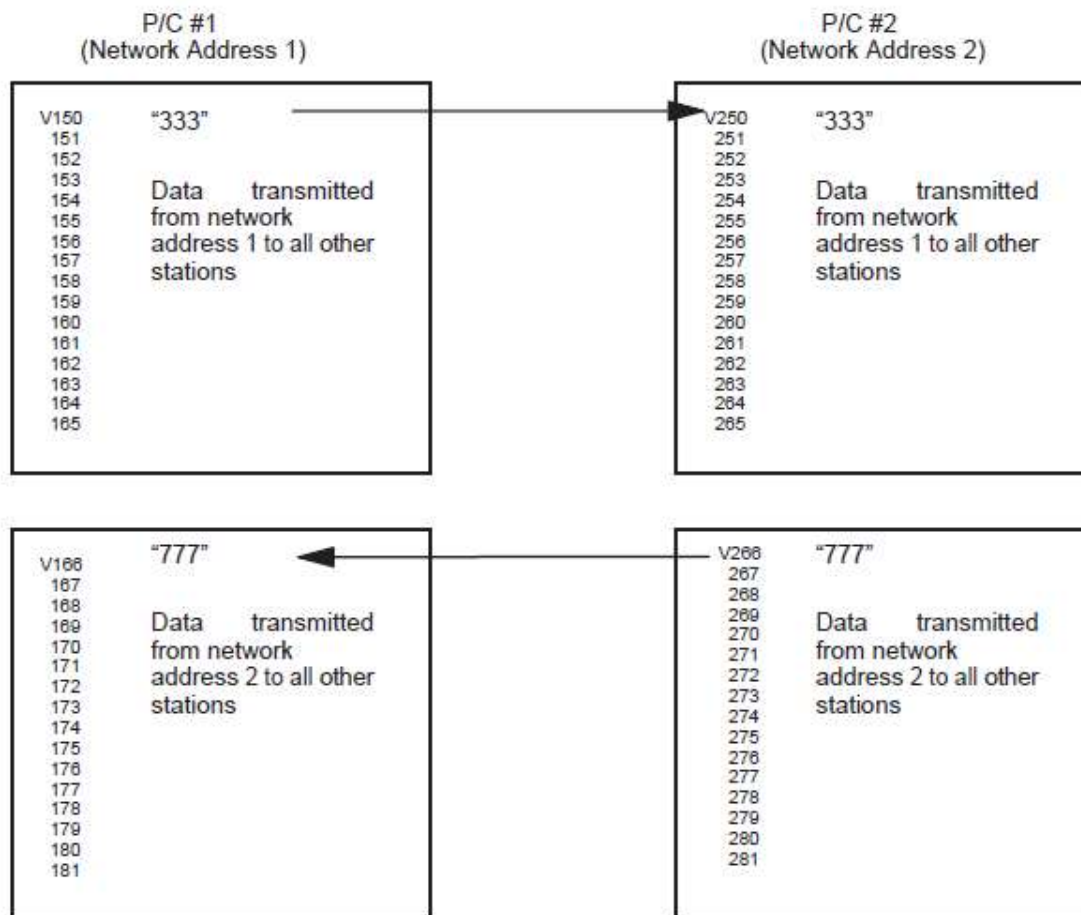 P/C #1
(Network Address 1)
P/C #2
(Network Address 2)
V150
151
152
153
154
155
156
157
158
159
160
161
162
163
164
165
“333”
Data transmitted
from network
address 1 to all other
stations
V250
251
252
253
254
255
256
257
258
259
260
261
262
263
264
265
“333”
Data transmitted
from network
address 1 to all other
stations
V166
167
168
169
170
171
172
173
174
175
176
177
178
179
180
181
“777”
Data transmitted
from network
address 2 to all other
stations
V266
267
268
269
270
271
272
273
274
275
276
277
278
279
280
281
“777”
Data transmitted
from network
address 2 to all other
stations